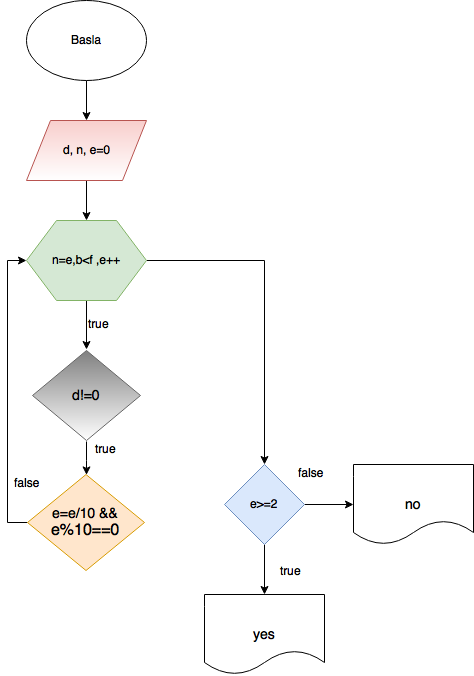 Basla
d, n, e=0
n=e,b<f ,e++
true
d!=0
true
false
e=e/10 &&
e%10==0
e>=2
false
no
true
yes